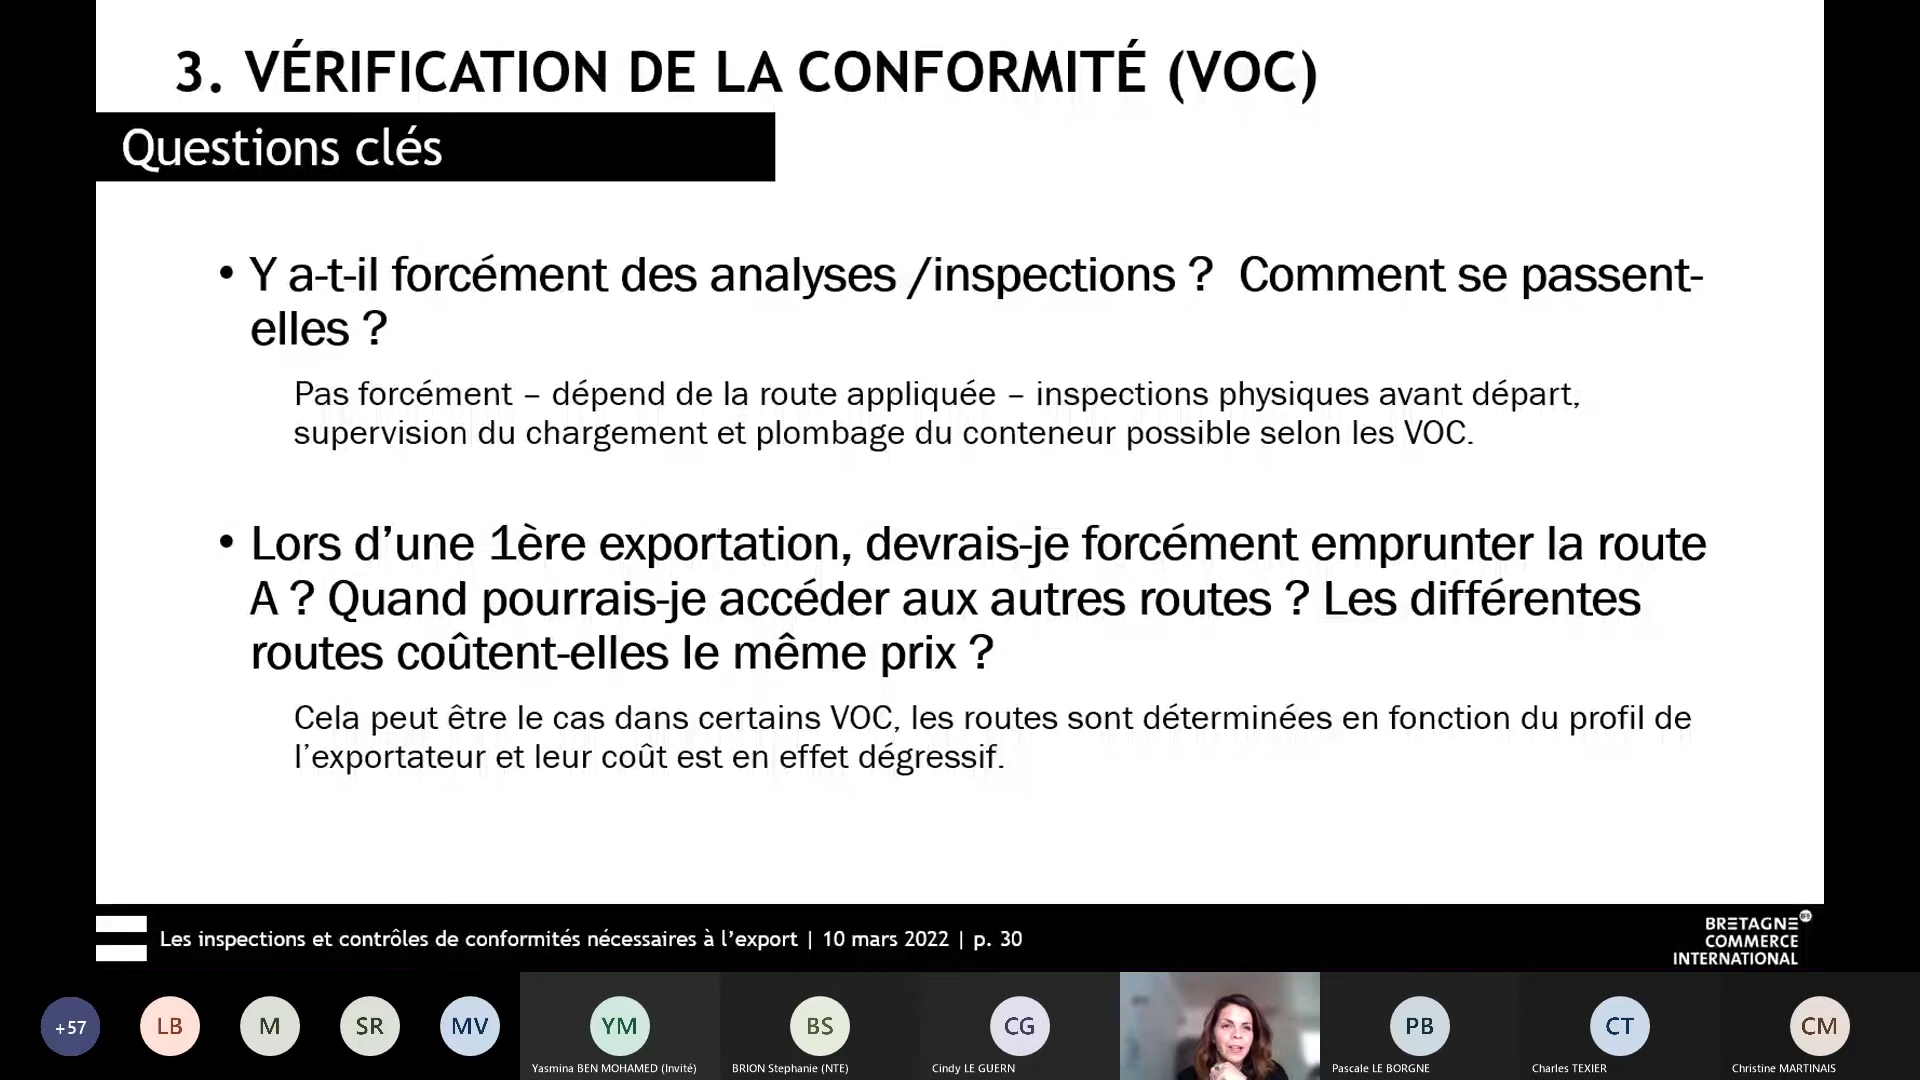 3. VÉRIFICATION DE LA CONFORMITÉ (VOC)
Questions clés
• Y a-t-il forcément des analyses /inspections ?  Comment se passent-
elles ?
Pas forcément – dépend de la route appliquée – inspections physiques avant départ,
supervision du chargement et plombage du conteneur possible selon les VOC.
• Lors d’une 1ère exportation, devrais-je forcément emprunter la route
A ? Quand pourrais-je accéder aux autres routes ? Les différentes
routes coûtent-elles le même prix ?
Cela peut être le cas dans certains VOC, les routes sont déterminées en fonction du profil de
l’exportateur et leur coût est en effet dégressif.
Les inspections et contrôles de conformités nécessaires à l’export | 10 mars 2022 | p. 30
BRETAGNE
COMMERCE
INTERNATIONAL
+57
LB
M
SR
MV
YM
BS
CG
PB
CT
CM
Yasmina BEN MOHAMED (Invité)
BRION Stephanie (NTE)
Cindy LE GUERN
Pascale LE BORGNE
Charles TEXIER
Christine MARTINAIS